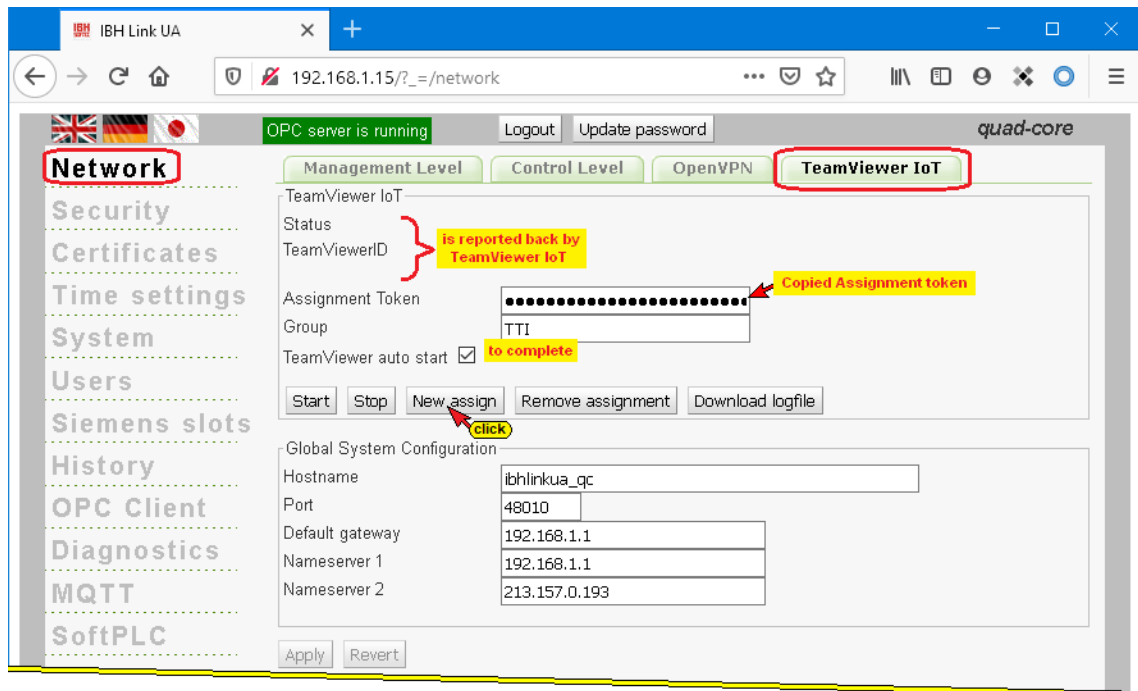 IBH Link UA
192.168.1.15/?_=/network
OPC server is running
Logout
Update password
quad-core
Network
Management Level
Control Level
OpenVPN
TeamViewer IoT
Security
Certificates
Time settings
System
Users
Siemens slots
History
OPC Client
Diagnostics
MQTT
SoftPLC
TeamViewer IoT
Status
TeamViewerID
is reported back by
TeamViewer IoT
Assignment Token
Copied Assignment token
Group
TTI
TeamViewer auto start
to complete
Start
Stop
New assign
Remove assignment
Download logfile
click
Global System Configuration
Hostname
ibhlinkua_qc
Port
48010
Default gateway
192.168.1.1
Nameserver 1
192.168.1.1
Nameserver 2
213.157.0.193
Apply
Revert